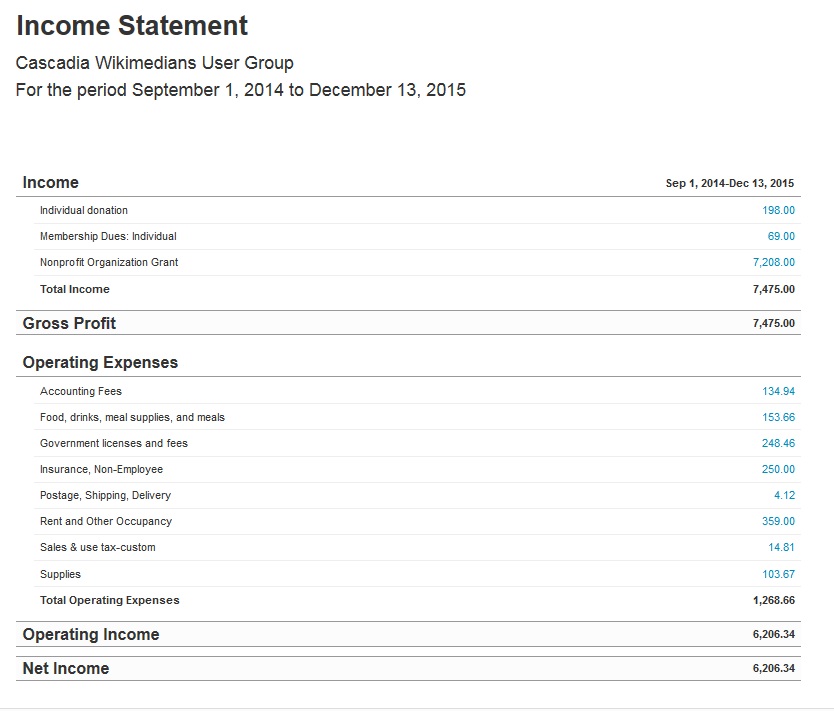 Income Statement
Cascadia Wikimedians User Group
For the period September 1, 2014 to December 13, 2015
Income Sep 1, 2014-Dec 13, 2015
Individual donation 198.00
Membership Dues: Individual 69.00
Nonprofit Organization Grant 7,208.00
Total Income 7,475.00
Gross Profit 7,475.00
Operating Expenses
Accounting Fees 134.94
Food, drinks, meal supplies, and meals 153.66
Government licenses and fees 248.46
Insurance, Non-Employee 250.00
Postage, Shipping, Delivery 4.12
Rent and Other Occupancy 359.00
Sales & use tax-custom 14.81
Supplies 103.67
Total Operating Expenses 1,268.66
Operating Income 6,206.34
Net Income 6,206.34